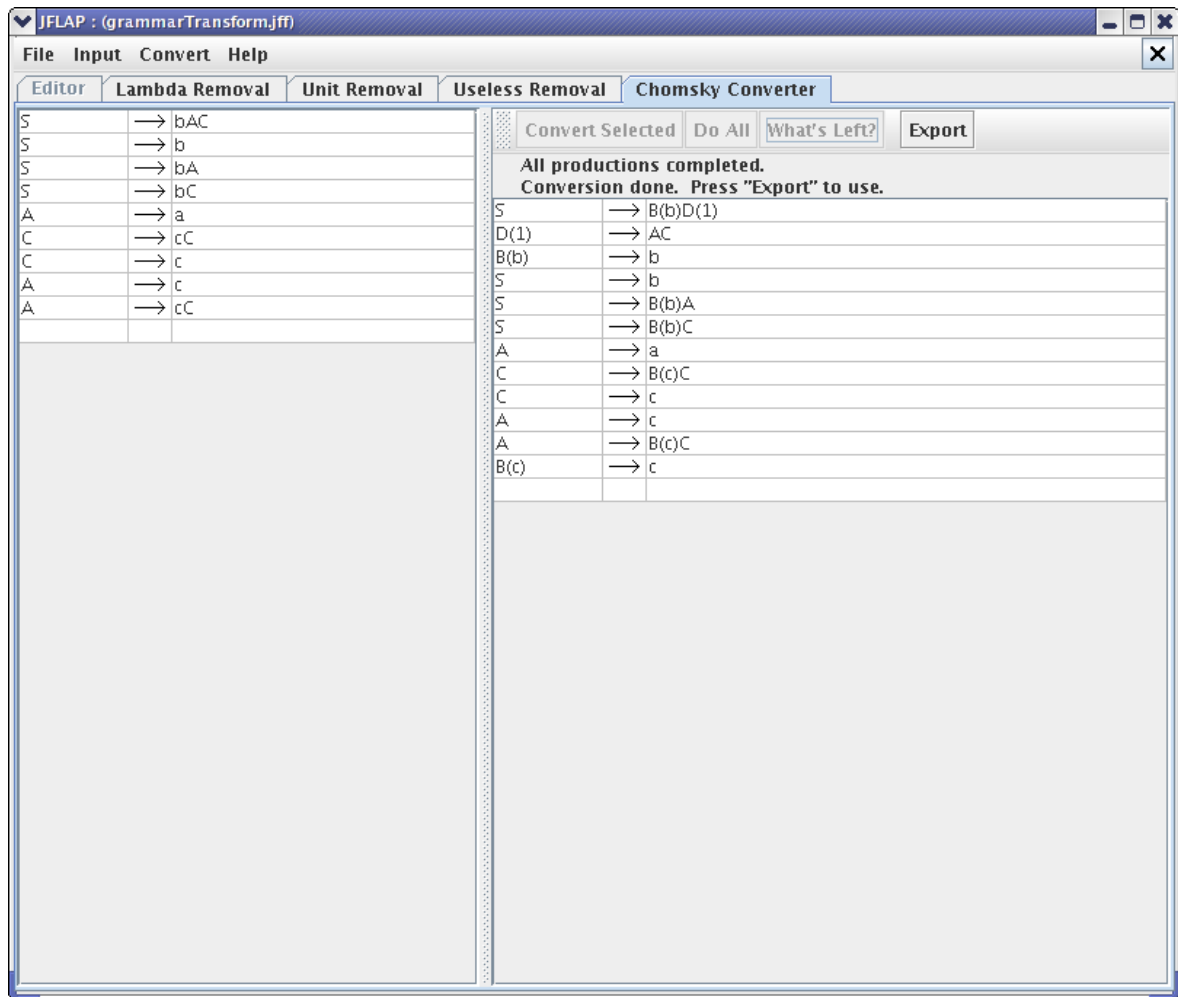 JFLAP : (grammarTransform.jff)
File Input Convert Help
Editor Lambda Removal Unit Removal Useless Removal Chomsky Converter
S → bAC
S → b
S → bA
S → bC
A → a
C → cC
C → c
A → c
A → cC
Convert Selected Do All What's Left? Export
All productions completed.
Conversion done. Press "Export" to use.
S → B(b)D(1)
D(1) → AC
B(b) → b
S → b
S → B(b)A
S → B(b)C
A → a
C → B(c)C
C → c
A → c
A → B(c)C
B(c) → c